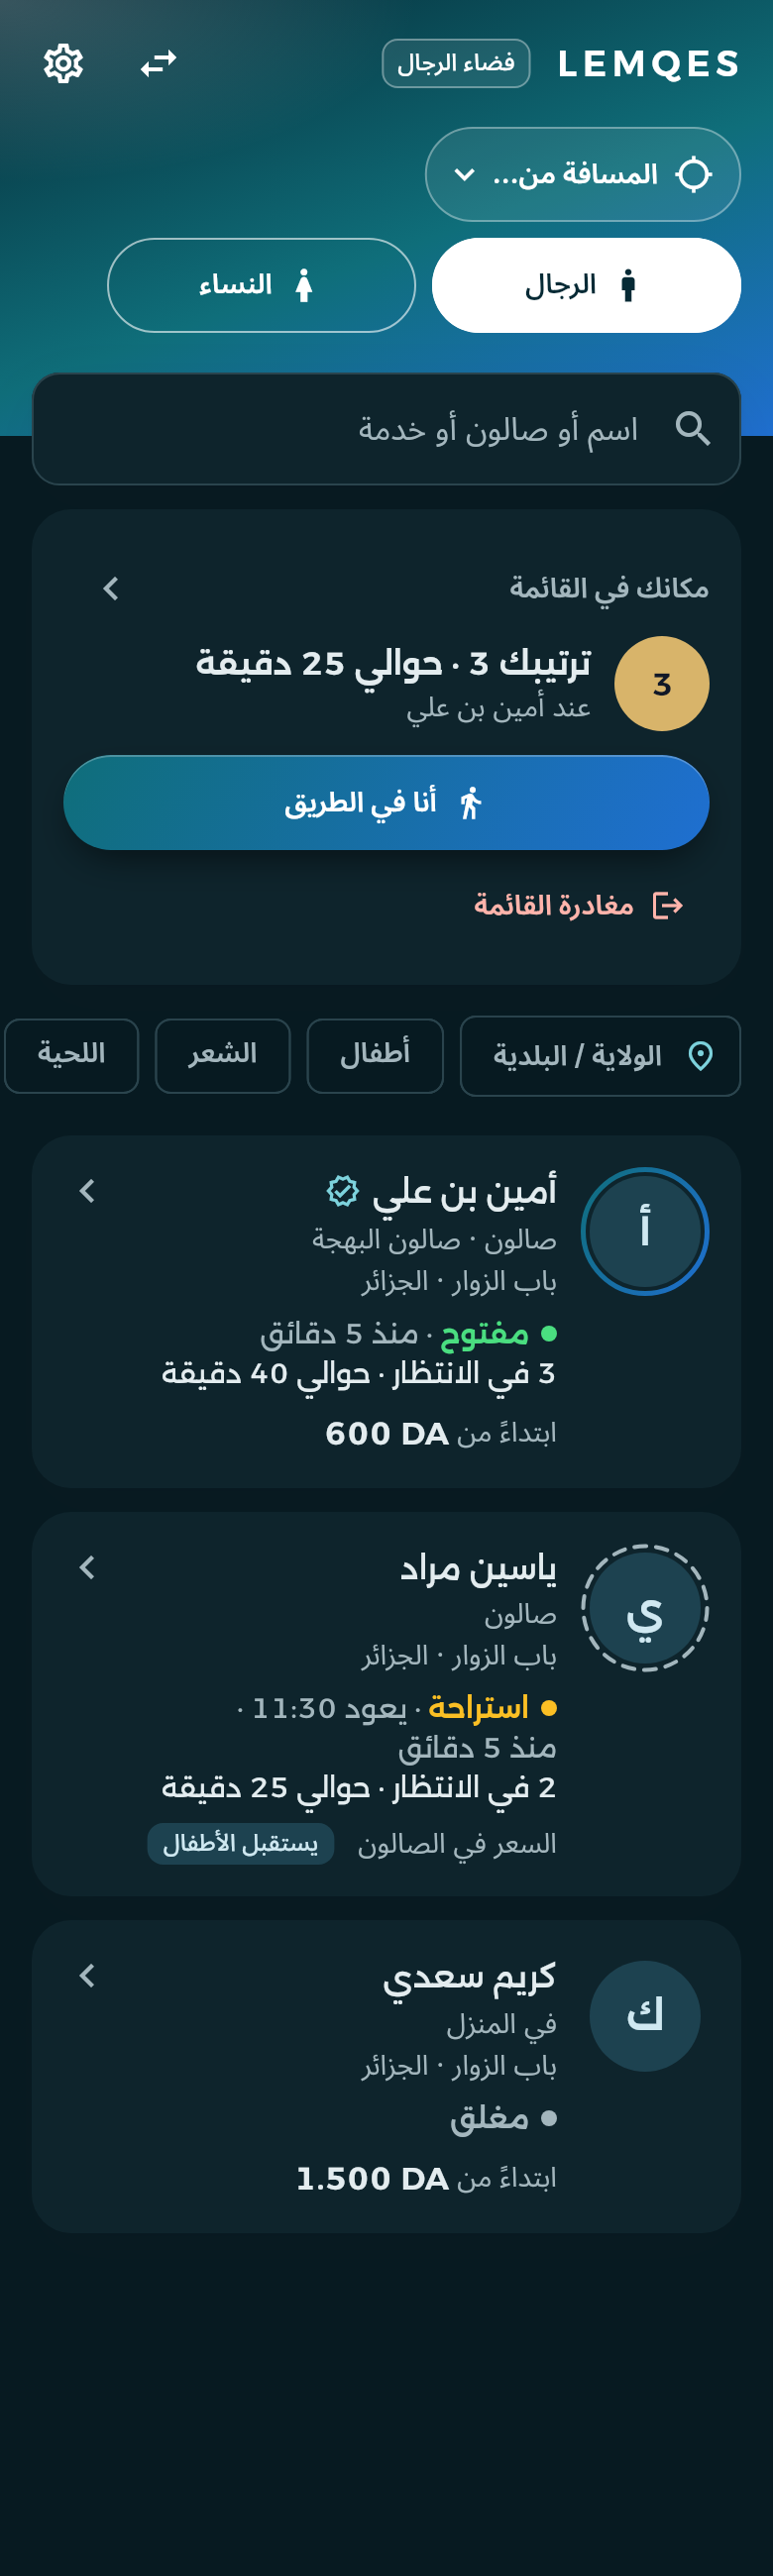 LEMQES
فضاء الرجال
المسافة من...
الرجال
النساء
اسم أو صالون أو خدمة
مكانك في القائمة
3
ترتيبك 3 · حوالي 25 دقيقة
عند أمين بن علي
أنا في الطريق
مغادرة القائمة
الولاية / البلدية
أطفال
الشعر
اللحية
أ
أمين بن علي
صالون · صالون البهجة
باب الزوار · الجزائر
مفتوح · منذ 5 دقائق
3 في الانتظار · حوالي 40 دقيقة
ابتداءً من 600 DA
ي
ياسين مراد
صالون
باب الزوار · الجزائر
استراحة · يعود 11:30 ·
منذ 5 دقائق
2 في الانتظار · حوالي 25 دقيقة
السعر في الصالون
يستقبل الأطفال
ك
كريم سعدي
في المنزل
باب الزوار · الجزائر
مغلق
ابتداءً من 1.500 DA